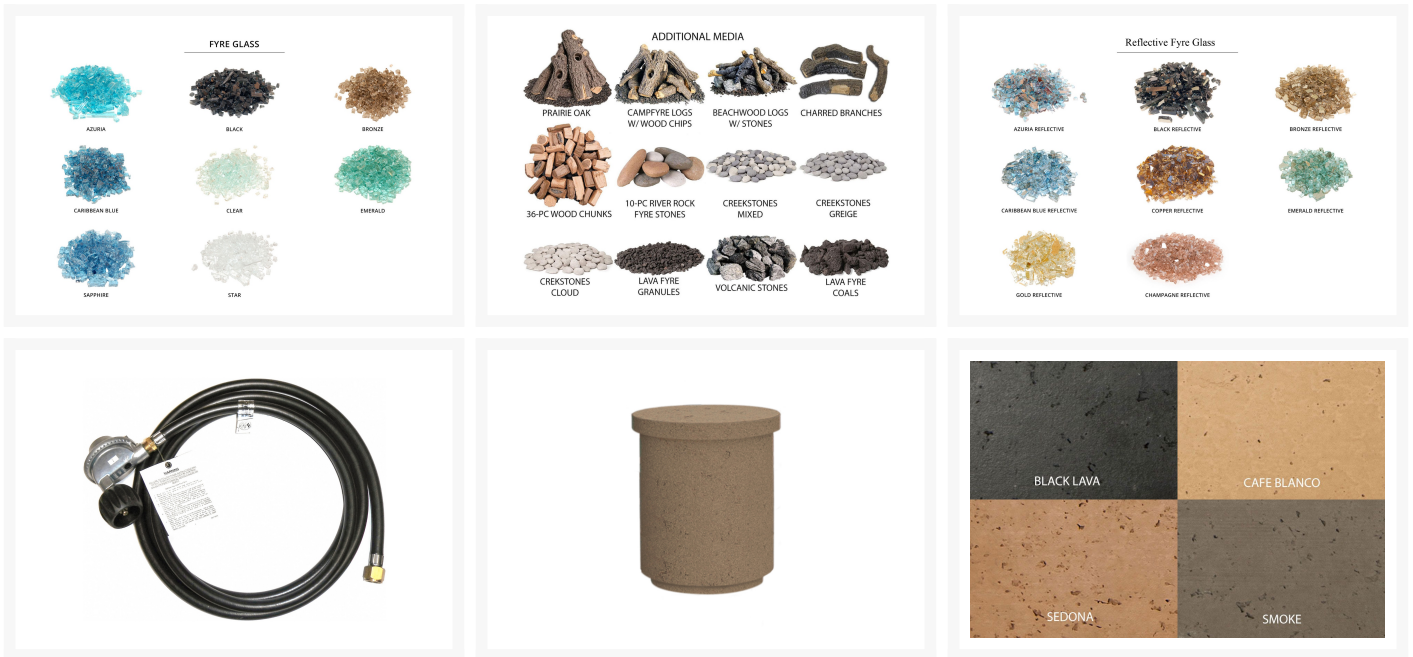 FYRE GLASS
AZURIA
BLACK
BRONZE
CARIBBEAN BLUE
CLEAR
EMERALD
SAPPHIRE
STAR
ADDITIONAL MEDIA
PRAIRIE OAK
CAMPFYRE LOGS
W/ WOOD CHIPS
BEACHWOOD LOGS
W/ STONES
CHARRED BRANCHES
36-PC WOOD CHUNKS
10-PC RIVER ROCK
FYRE STONES
CREEKSTONES
MIXED
CREEKSTONES
GREIGE
CREKSTONES
CLOUD
LAVA FYRE
GRANULES
VOLCANIC STONES
LAVA FYRE
COALS
Reflective Fyre Glass
AZURIA REFLECTIVE
BLACK REFLECTIVE
BRONZE REFLECTIVE
CARIBBEAN BLUE REFLECTIVE
COPPER REFLECTIVE
EMERALD REFLECTIVE
GOLD REFLECTIVE
CHAMPAGNE REFLECTIVE
BLACK LAVA
CAFE BLANCO
SEDONA
SMOKE